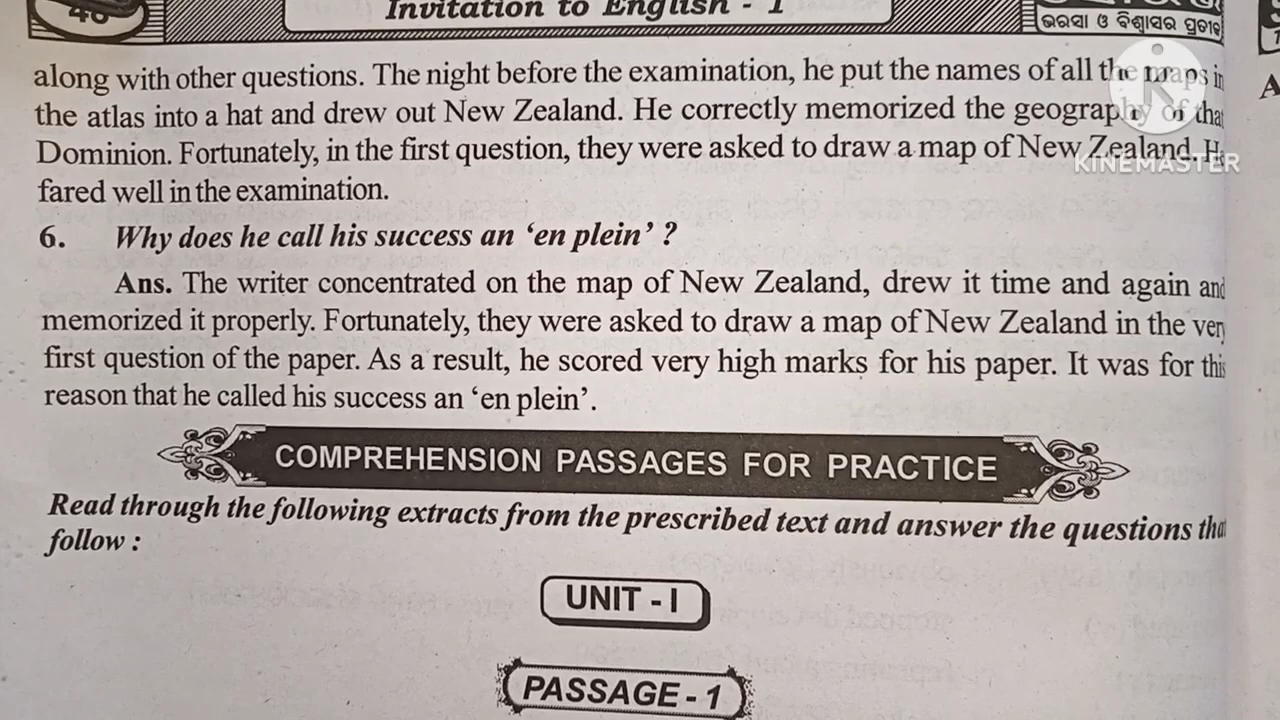 46
Invitation to English - 1
ଭରସା ଓ ବିଶ୍ୱାସର ପ୍ରତୀକ
along with other questions. The night before the examination, he put the names of all the maps in
the atlas into a hat and drew out New Zealand. He correctly memorized the geography of tha
Dominion. Fortunately, in the first question, they were asked to draw a map of New Zealand. H
KINEMASTER
fared well in the examination.
6. Why does he call his success an ‘en plein’ ?
Ans. The writer concentrated on the map of New Zealand, drew it time and again and
memorized it properly. Fortunately, they were asked to draw a map of New Zealand in the very
first question of the paper. As a result, he scored very high marks for his paper. It was for this
reason that he called his success an ‘en plein’.
COMPREHENSION PASSAGES FOR PRACTICE
Read through the following extracts from the prescribed text and answer the questions tha
follow :
UNIT - I
PASSAGE - 1